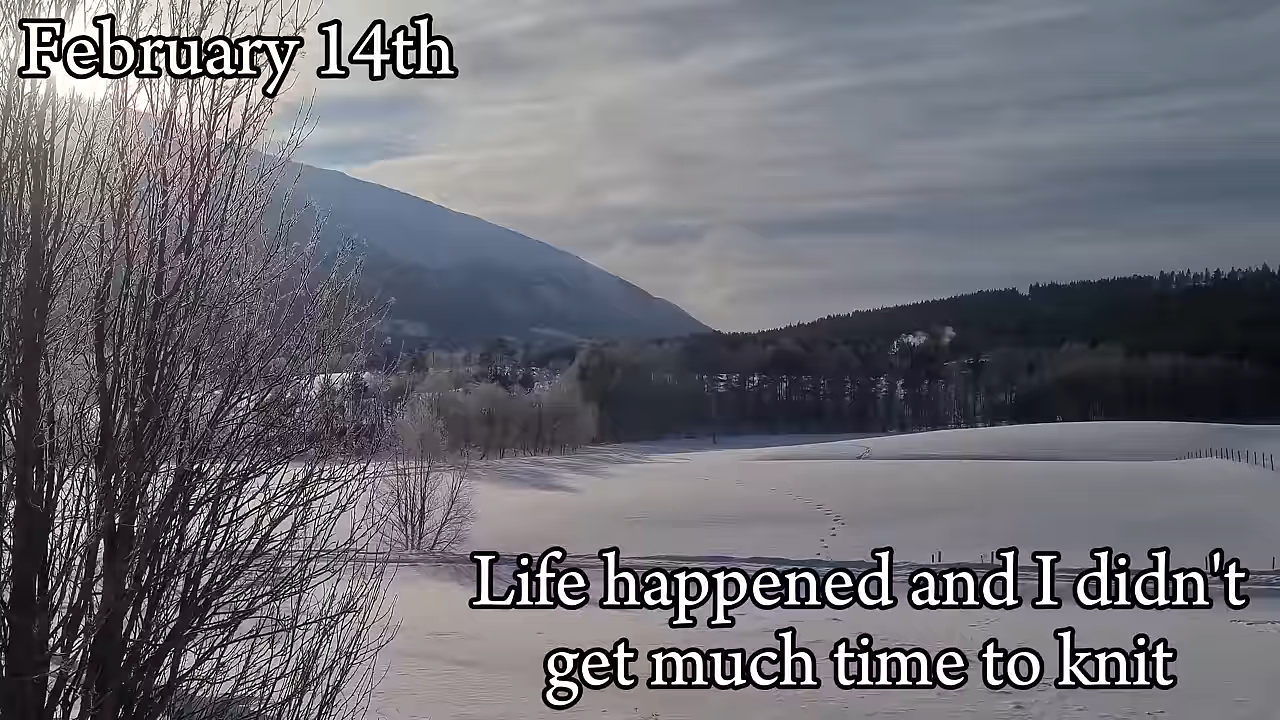 February 14th
Life happened and I didn't
get much time to knit